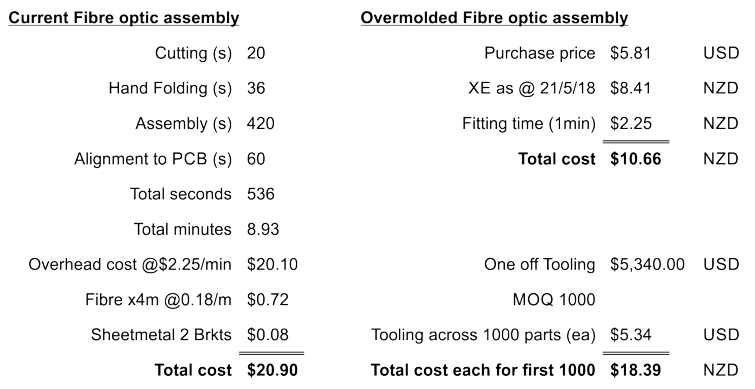 Current Fibre optic assembly
Cutting (s) 20
Hand Folding (s) 36
Assembly (s) 420
Alignment to PCB (s) 60
Total seconds 536
Total minutes 8.93
Overhead cost @$2.25/min $20.10
Fibre x4m @0.18/m $0.72
Sheetmetal 2 Brkts $0.08
Total cost $20.90
Overmolded Fibre optic assembly
Purchase price $5.81 USD
XE as @ 21/5/18 $8.41 NZD
Fitting time (1min) $2.25 NZD
Total cost $10.66 NZD
One off Tooling $5,340.00 USD
MOQ 1000
Tooling across 1000 parts (ea) $5.34 USD
Total cost each for first 1000 $18.39 NZD